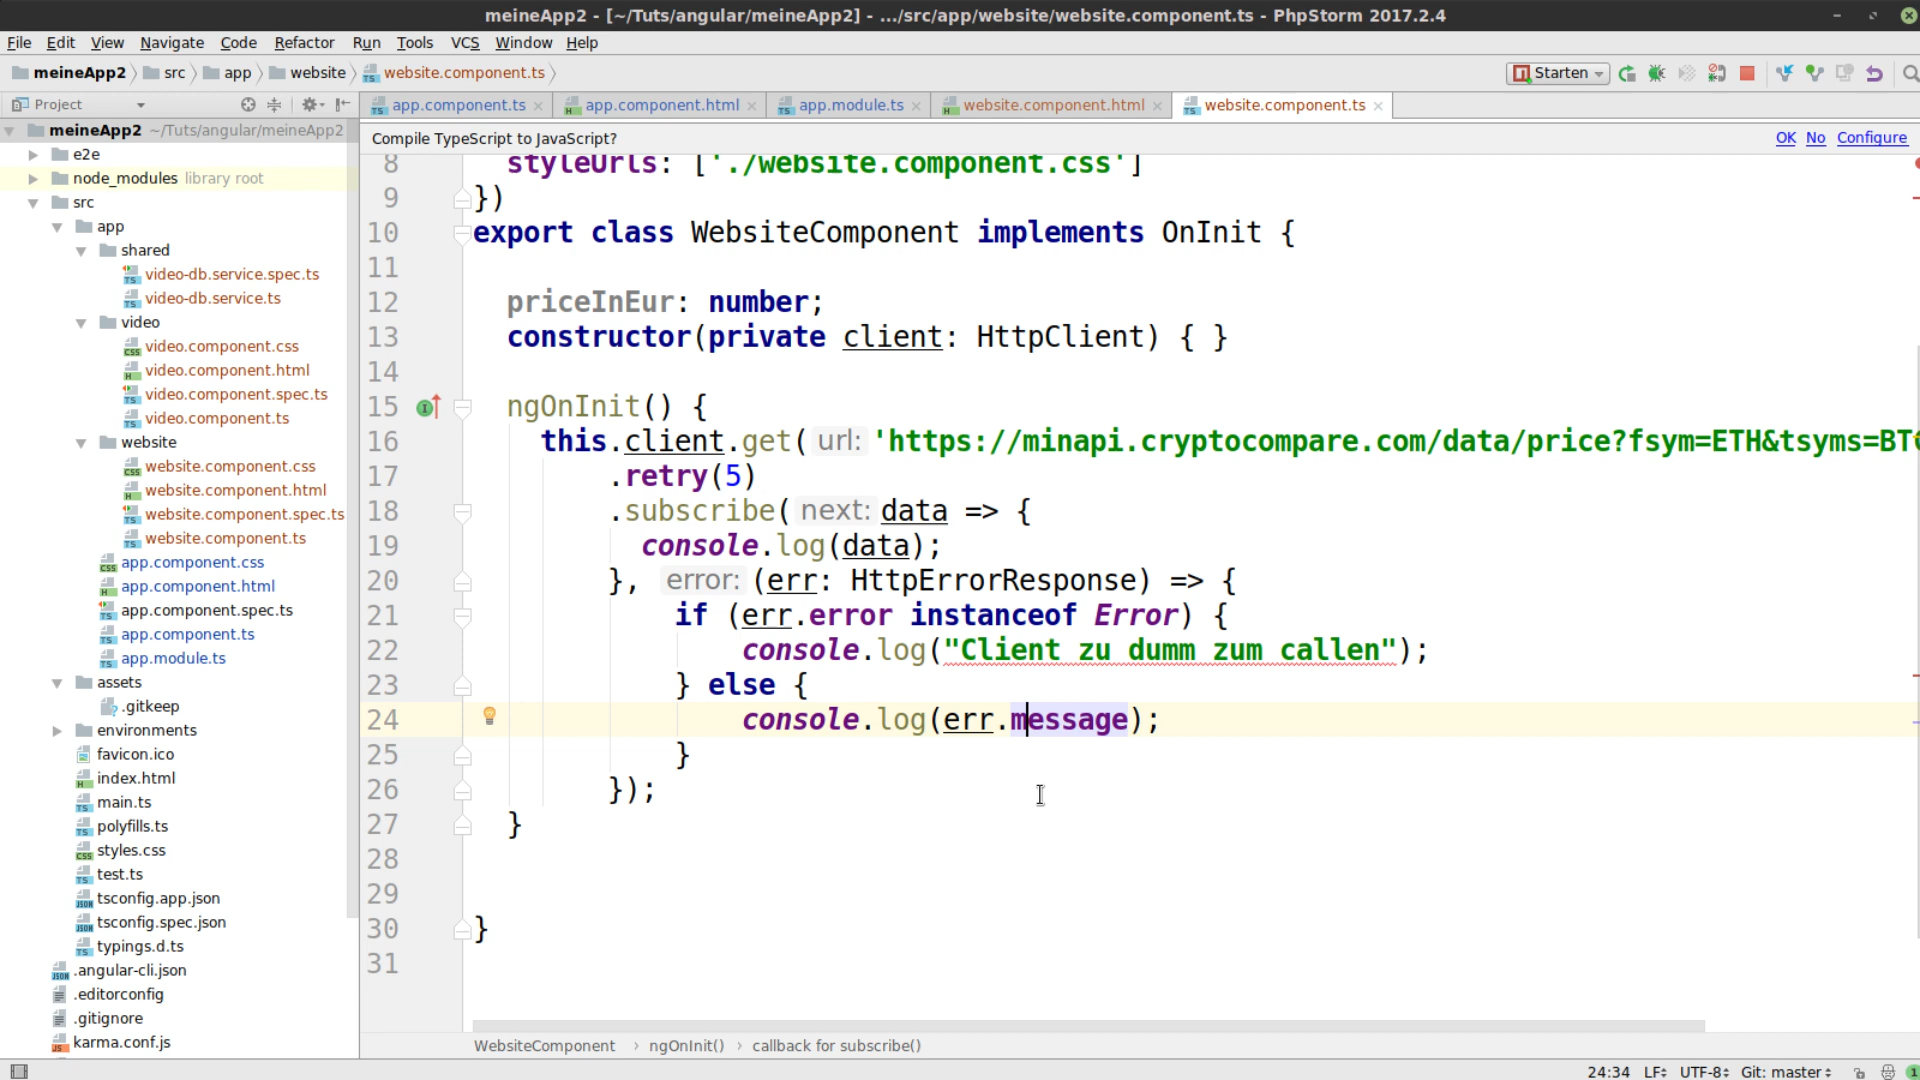 meineApp2 - [~/Tuts/angular/meineApp2] - .../src/app/website/website.component.ts - PhpStorm 2017.2.4
File Edit View Navigate Code Refactor Run Tools VCS Window Help
meineApp2 src app website website.component.ts Starten
Project
app.component.ts app.component.html app.module.ts website.component.html website.component.ts
Compile TypeScript to JavaScript? OK No Configure
meineApp2 ~/Tuts/angular/meineApp2
e2e
node_modules library root
src
app
shared
video-db.service.spec.ts
video-db.service.ts
video
video.component.css
video.component.html
video.component.spec.ts
video.component.ts
website
website.component.css
website.component.html
website.component.spec.ts
website.component.ts
app.component.css
app.component.html
app.component.spec.ts
app.component.ts
app.module.ts
assets
.gitkeep
environments
favicon.ico
index.html
main.ts
polyfills.ts
styles.css
test.ts
tsconfig.app.json
tsconfig.spec.json
typings.d.ts
.angular-cli.json
.editorconfig
.gitignore
karma.conf.js
8 styleUrls: ['./website.component.css']
9 })
10 export class WebsiteComponent implements OnInit {
11
12 priceInEur: number;
13 constructor(private client: HttpClient) { }
14
15 ngOnInit() {
16 this.client.get( url: 'https://minapi.cryptocompare.com/data/price?fsym=ETH&tsyms=BT
17 .retry(5)
18 .subscribe( next: data => {
19 console.log(data);
20 }, error: (err: HttpErrorResponse) => {
21 if (err.error instanceof Error) {
22 console.log("Client zu dumm zum callen");
23 } else {
24 console.log(err.message);
25 }
26 });
27 }
28
29
30 }
31
WebsiteComponent ngOnInit() callback for subscribe()
24:34 LF UTF-8 Git: master 1